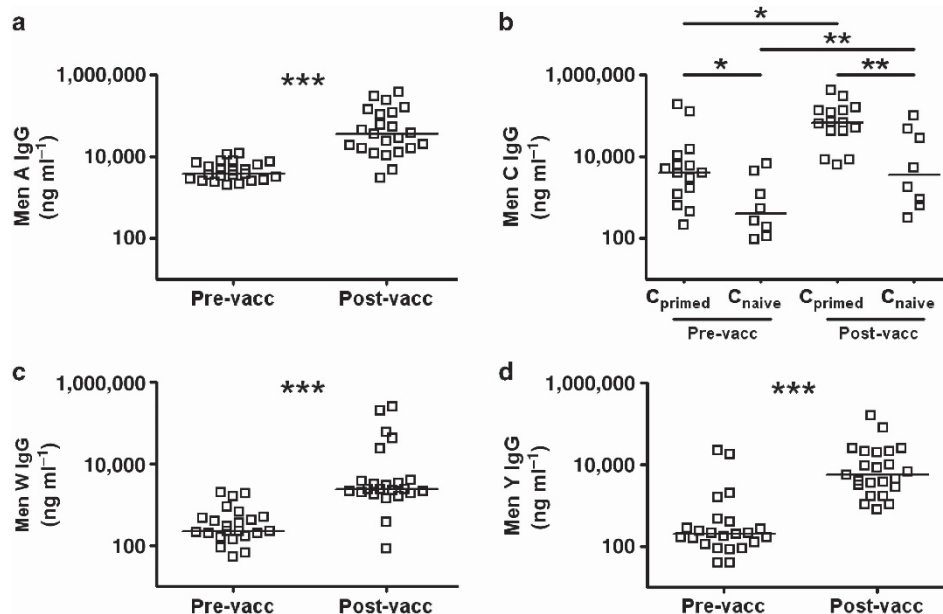 a
Men A IgG
(ng ml⁻¹)
1,000,000
10,000
100
***
Pre-vacc Post-vacc
b
Men C IgG
(ng ml⁻¹)
1,000,000
10,000
100
*
**
* **
Cprimed Cnaive Cprimed Cnaive
Pre-vacc Post-vacc
c
Men W IgG
(ng ml⁻¹)
1,000,000
10,000
100
***
Pre-vacc Post-vacc
d
Men Y IgG
(ng ml⁻¹)
1,000,000
10,000
100
***
Pre-vacc Post-vacc